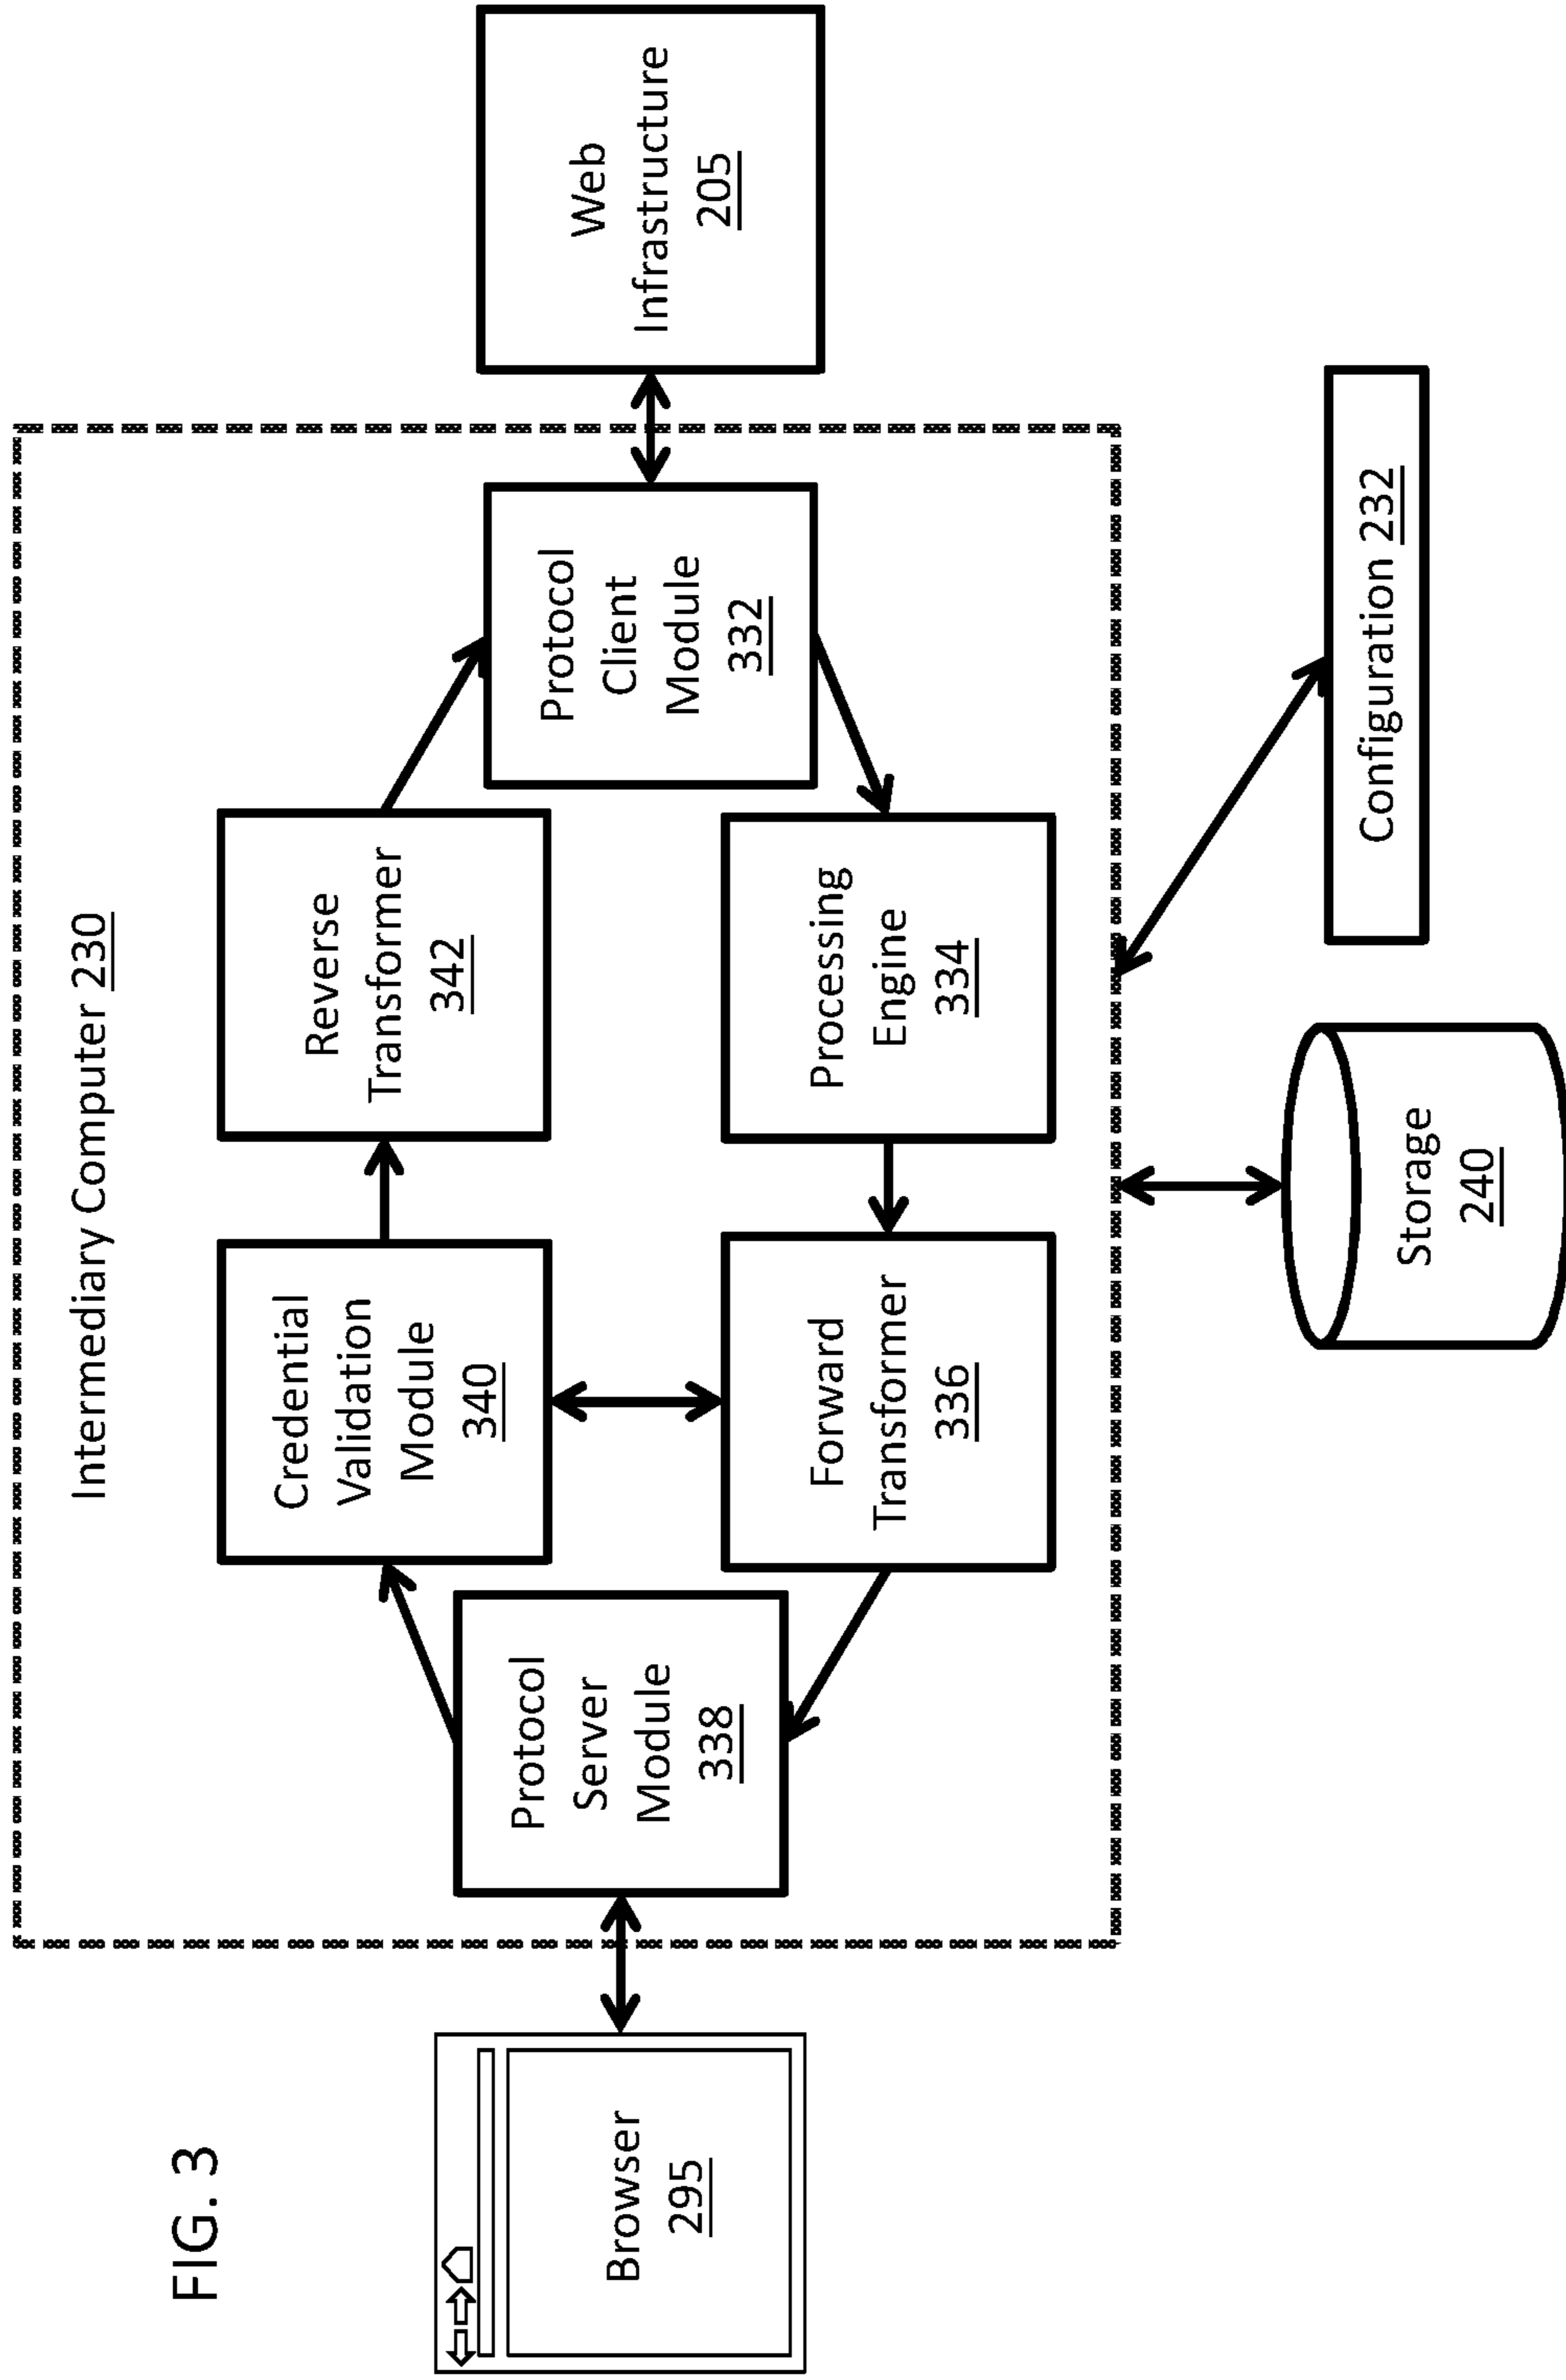 FIG. 3
Intermediary Computer 230
Browser
295
Protocol
Server
Module
338
Credential
Validation
Module
340
Reverse
Transformer
342
Protocol
Client
Module
332
Web
Infrastructure
205
Forward
Transformer
336
Processing
Engine
334
Storage
240
Configuration 232